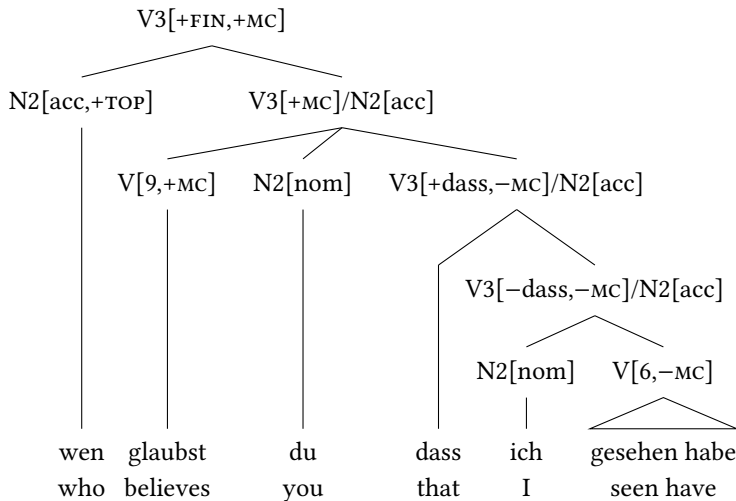 V3[+FIN,+MC]
N2[acc,+TOP] V3[+MC]/N2[acc]
V[9,+MC] N2[nom] V3[+dass,−MC]/N2[acc]
V3[−dass,−MC]/N2[acc]
N2[nom] V[6,−MC]
wen glaubst du dass ich gesehen habe
who believes you that I seen have